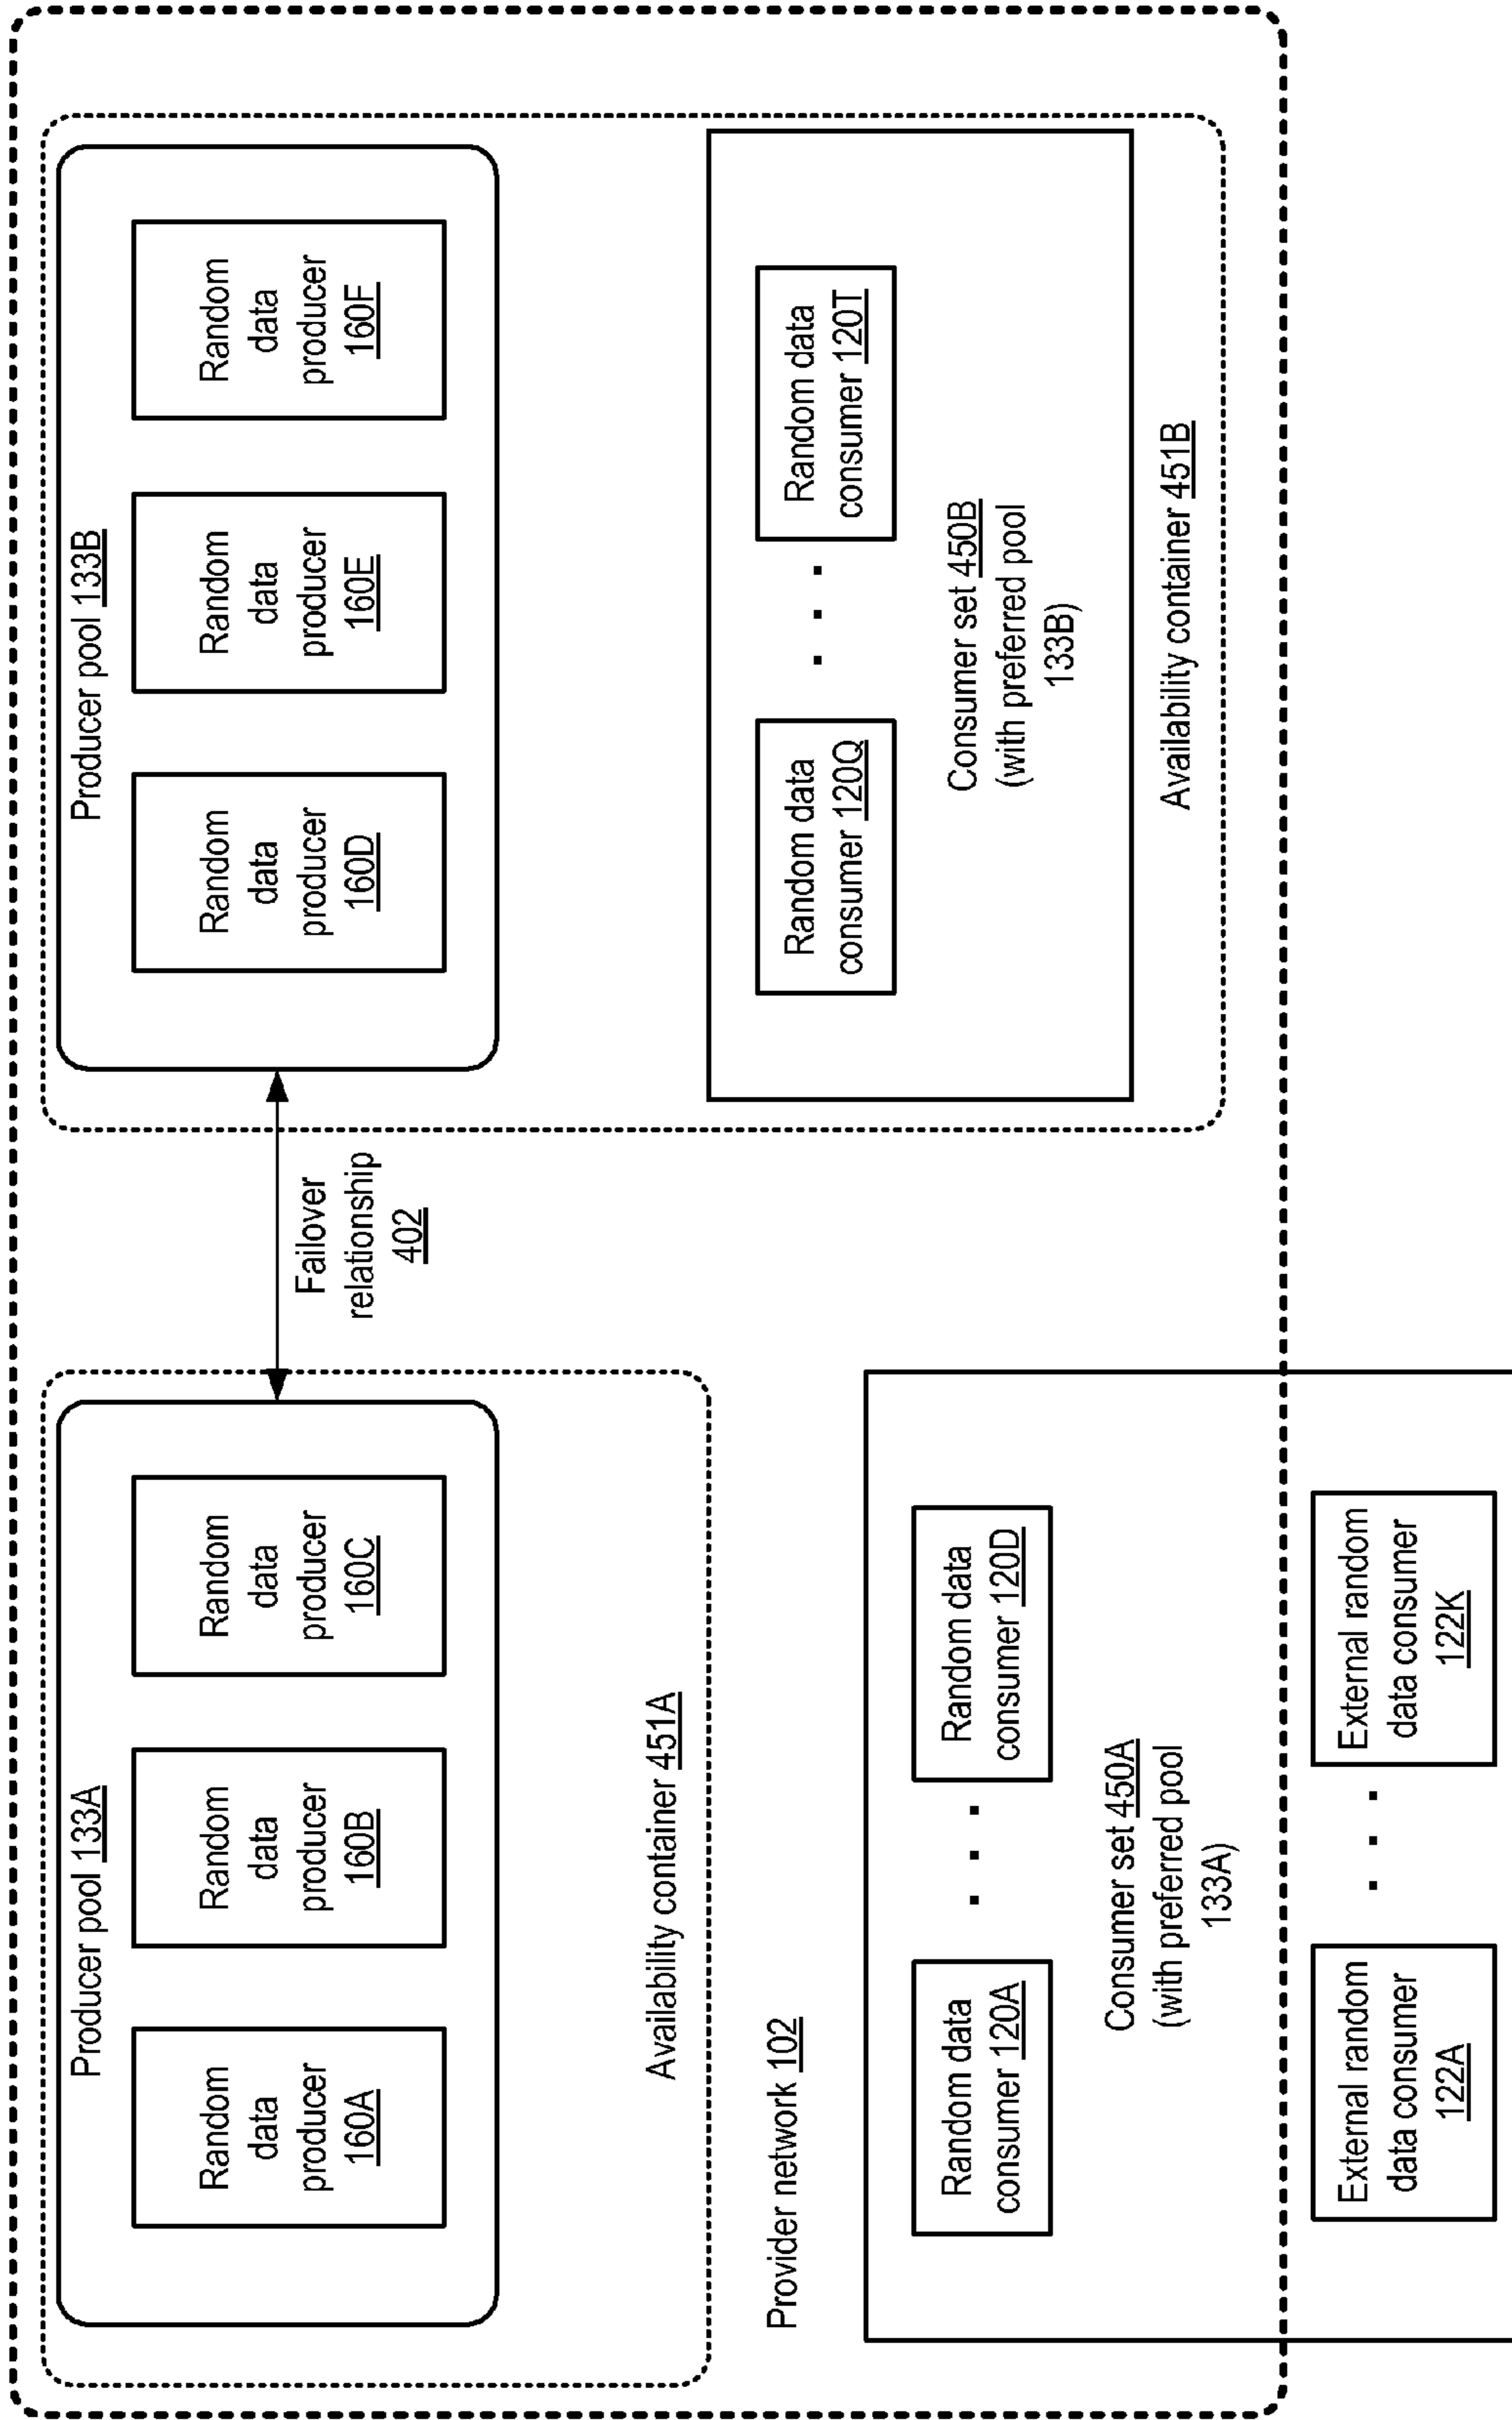 Producer pool 133A
Random
data
producer
160A
Random
data
producer
160B
Random
data
producer
160C
Availability container 451A
Failover
relationship
402
Producer pool 133B
Random
data
producer
160D
Random
data
producer
160E
Random
data
producer
160F
Random data
consumer 120Q
. . .
Random data
consumer 120T
Consumer set 450B
(with preferred pool
133B)
Availability container 451B
Provider network 102
Random data
consumer 120A
. . .
Random data
consumer 120D
Consumer set 450A
(with preferred pool
133A)
External random
data consumer
122A
. . .
External random
data consumer
122K